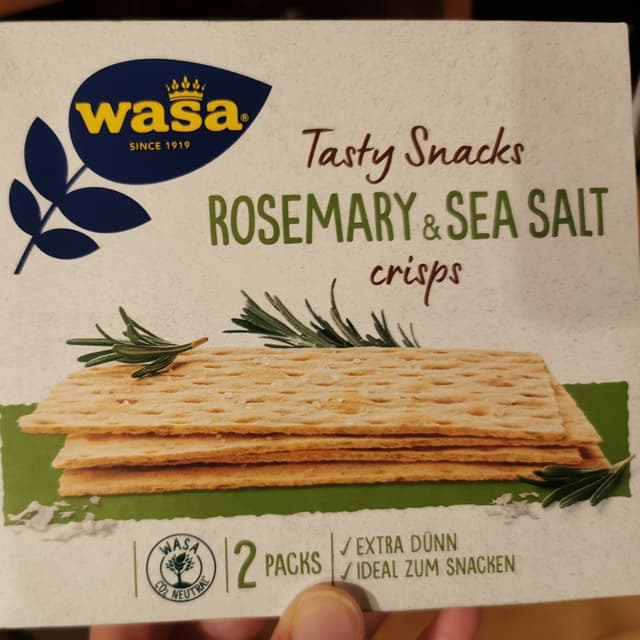 wasa®
SINCE 1919
Tasty Snacks
ROSEMARY & SEA SALT
crisps
WASA
CO₂ NEUTRAL
2 PACKS
✓ EXTRA DÜNN
✓ IDEAL ZUM SNACKEN